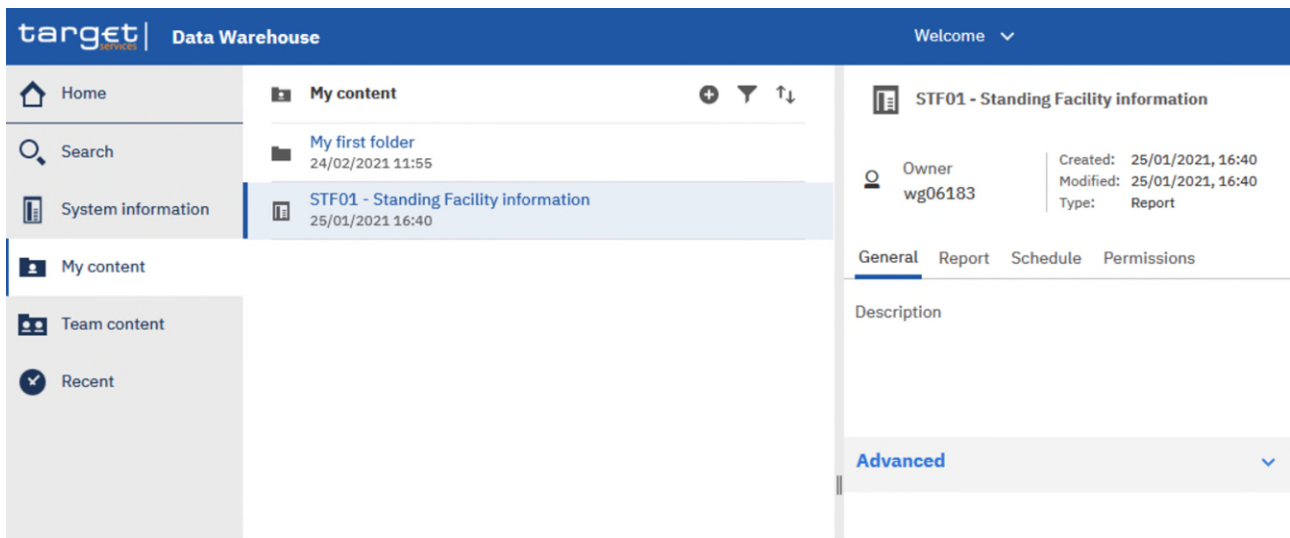 target| Data Warehouse
services
Welcome
Home
Search
System information
My content
Team content
Recent
My content
My first folder
24/02/2021 11:55
STF01 - Standing Facility information
25/01/2021 16:40
STF01 - Standing Facility information
Owner
wg06183
Created: 25/01/2021, 16:40
Modified: 25/01/2021, 16:40
Type: Report
General Report Schedule Permissions
Description
Advanced